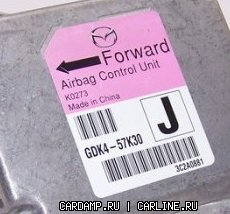 Forward
Airbag Control Unit
K0273
Made in China
GDK4-57K30
J
3C2A0881
CARDAMP.RU | CARLINE.RU